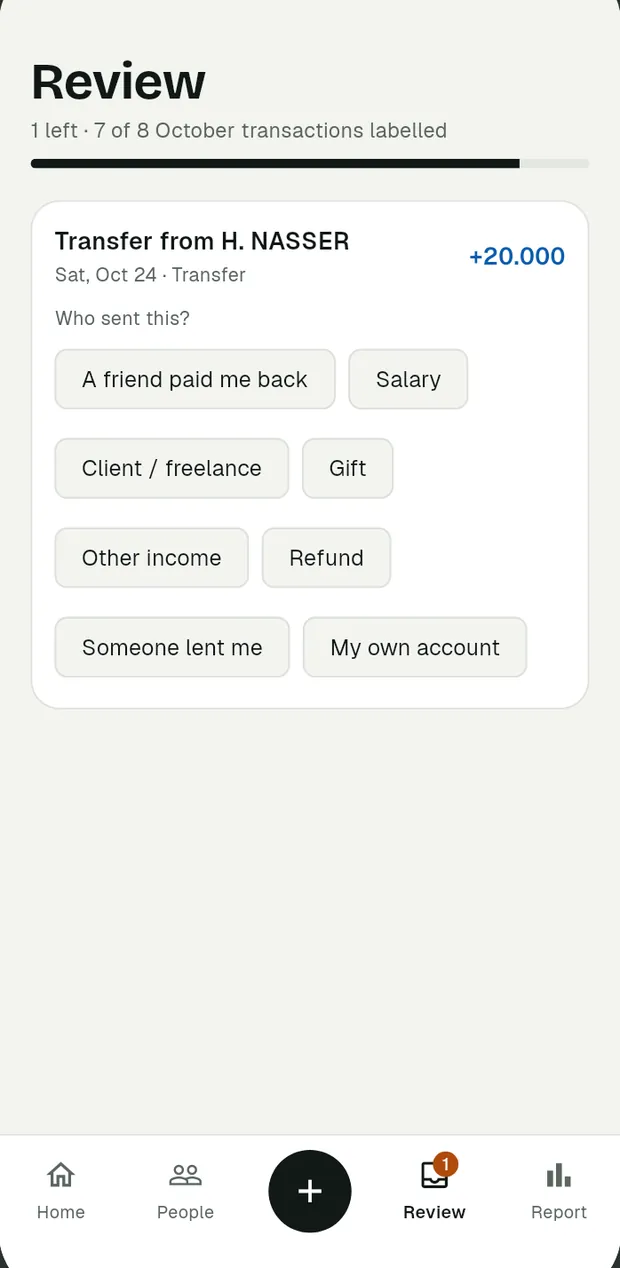 Review
1 left · 7 of 8 October transactions labelled
Transfer from H. NASSER
+20.000
Sat, Oct 24 · Transfer
Who sent this?
A friend paid me back
Salary
Client / freelance
Gift
Other income
Refund
Someone lent me
My own account
1
Home
People
+
Review
Report